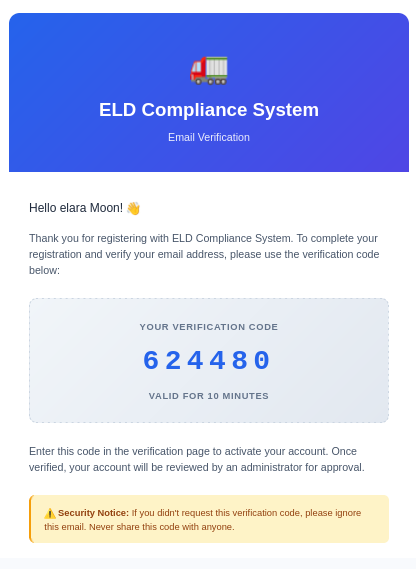 🚛
ELD Compliance System
Email Verification
Hello elara Moon! 👋
Thank you for registering with ELD Compliance System. To complete your
registration and verify your email address, please use the verification code
below:
YOUR VERIFICATION CODE
624480
VALID FOR 10 MINUTES
Enter this code in the verification page to activate your account. Once
verified, your account will be reviewed by an administrator for approval.
⚠️ Security Notice: If you didn't request this verification code, please ignore
this email. Never share this code with anyone.